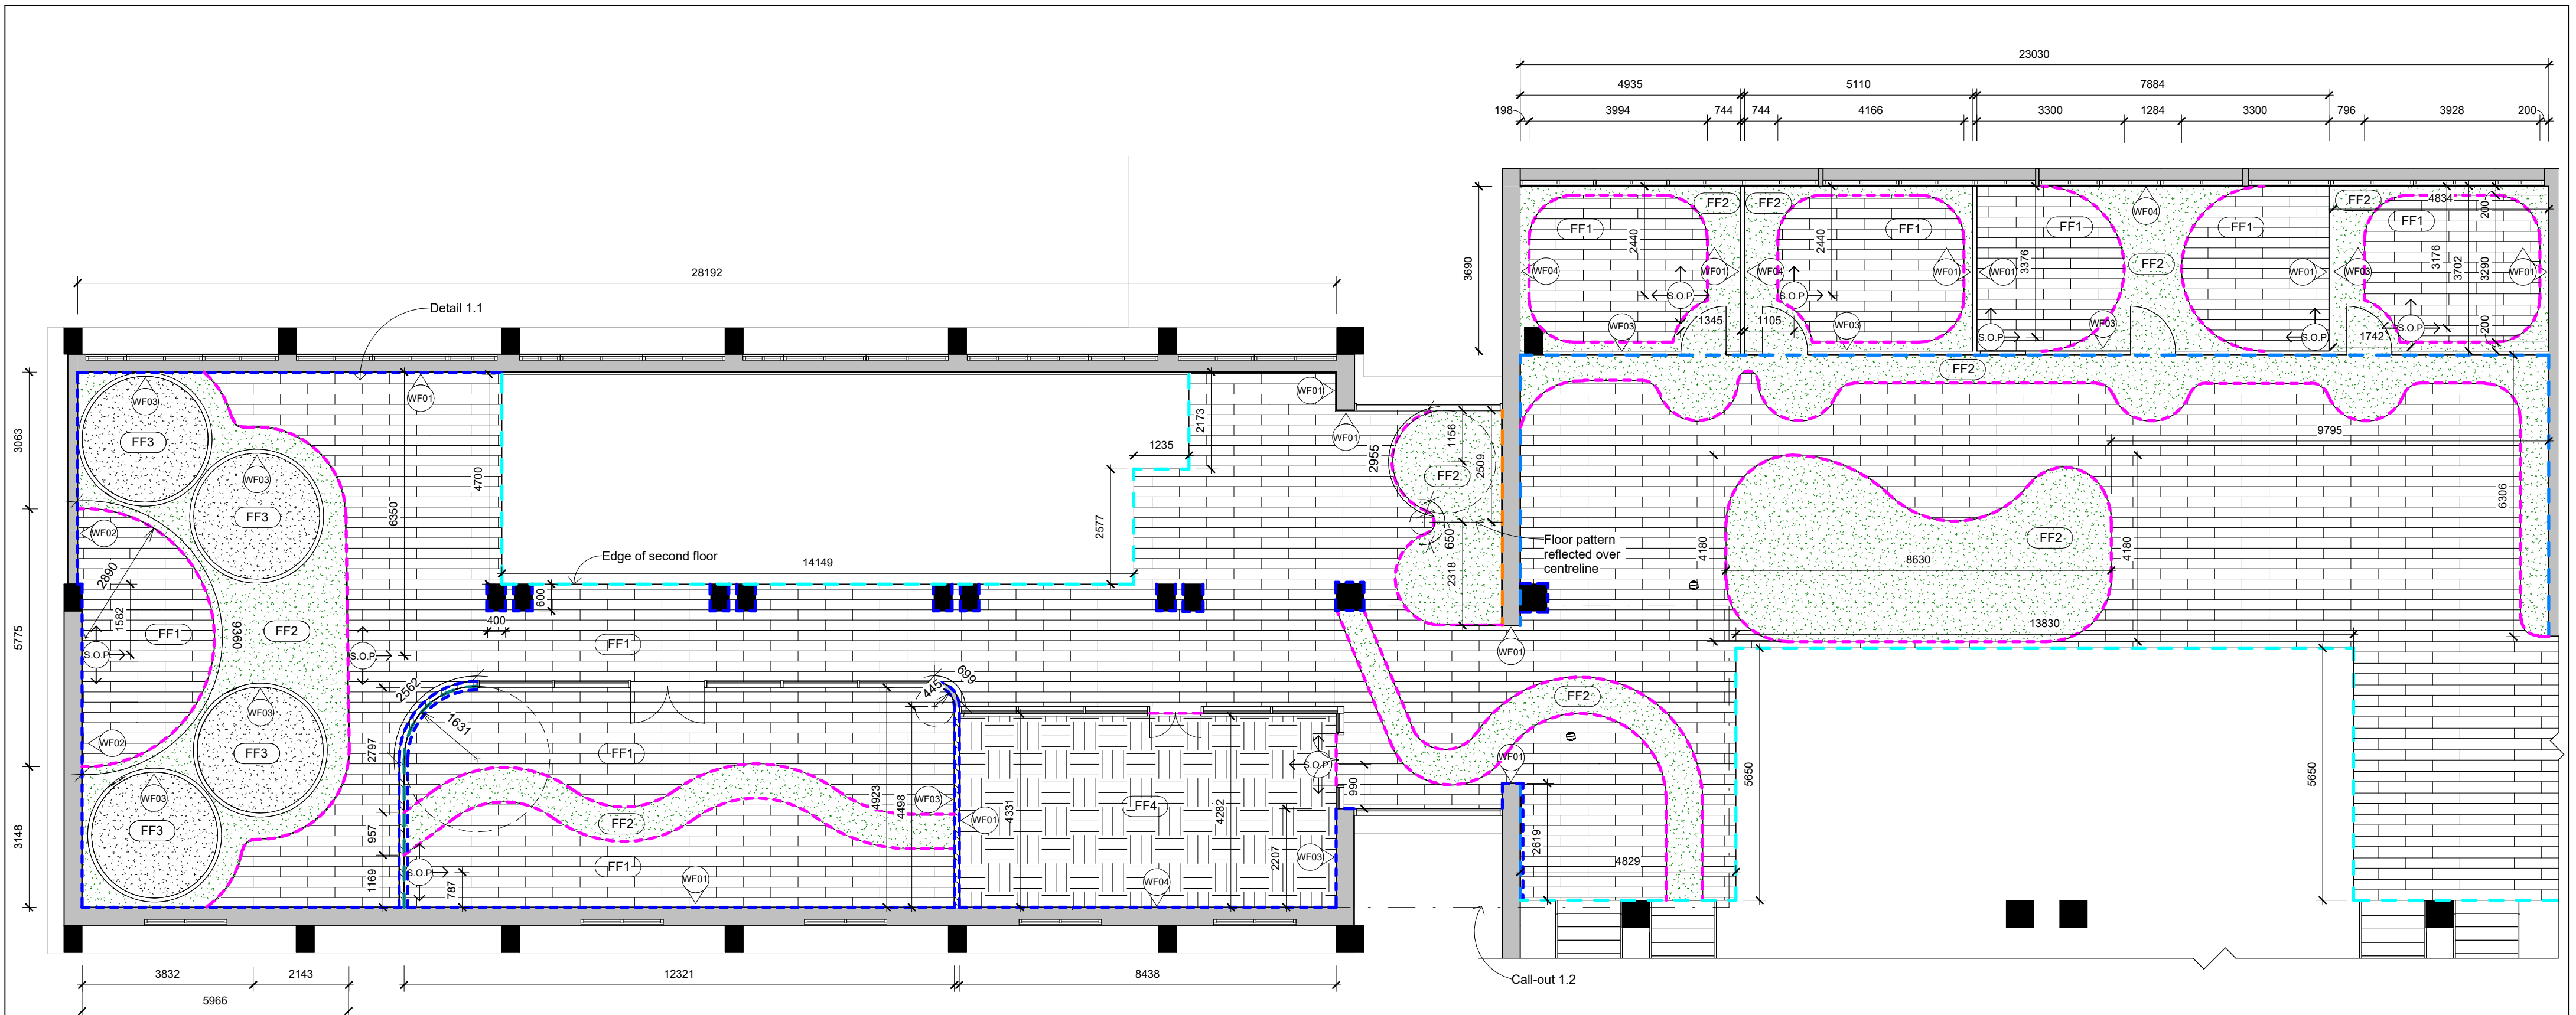 23030
4935
5110
7884
198
3994
744
744
4166
3300
1284
3300
796
3928
200
28192
Detail 1.1
3690
FF2
FF2
FF2
4834
200
FF1
2440
WF04
WF01
WF03
1345
S.O.P
2440
FF1
WF04
WF01
S.O.P
1105
WF03
WF04
FF1
FF1
3376
WF01
FF2
WF01
S.O.P
WF03
S.O.P
FF1
3176
3702
3290
WF03
WF01
S.O.P
1742
200
FF2
3063
5775
3148
WF03
FF3
WF01
WF03
FF3
6350
4700
WF02
2890
1582
FF1
9360
FF2
S.O.P
S.O.P
WF02
WF03
FF3
WF03
FF3
2173
1235
2577
WF01
WF01
2955
1156
FF2
2509
650
2318
Floor pattern
reflected over
centreline
Edge of second floor
14149
600
400
FF1
9795
6306
4180
FF2
8630
4180
13830
2562
1631
445
699
2797
FF1
957
FF2
1169
S.O.P
787
FF1
WF01
4923
4498
WF03
WF01
4331
FF4
4282
WF04
2207
WF03
S.O.P
990
WF01
FF2
WF01
2619
4829
5650
5650
3832
2143
5966
12321
8438
Call-out 1.2